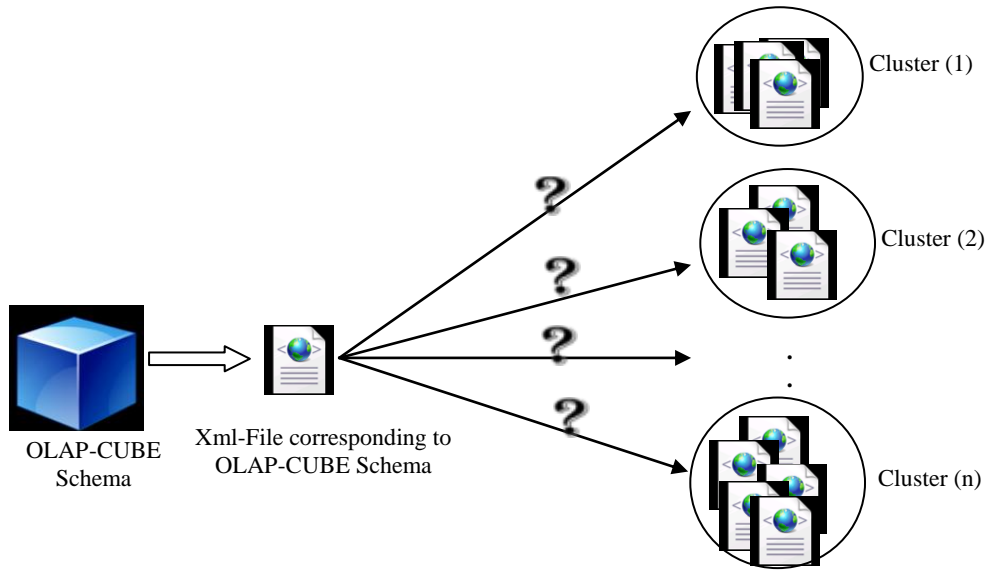 Cluster (1)
?
Cluster (2)
?
?
.
.
?
OLAP-CUBE
Schema
Xml-File corresponding to
OLAP-CUBE Schema
Cluster (n)